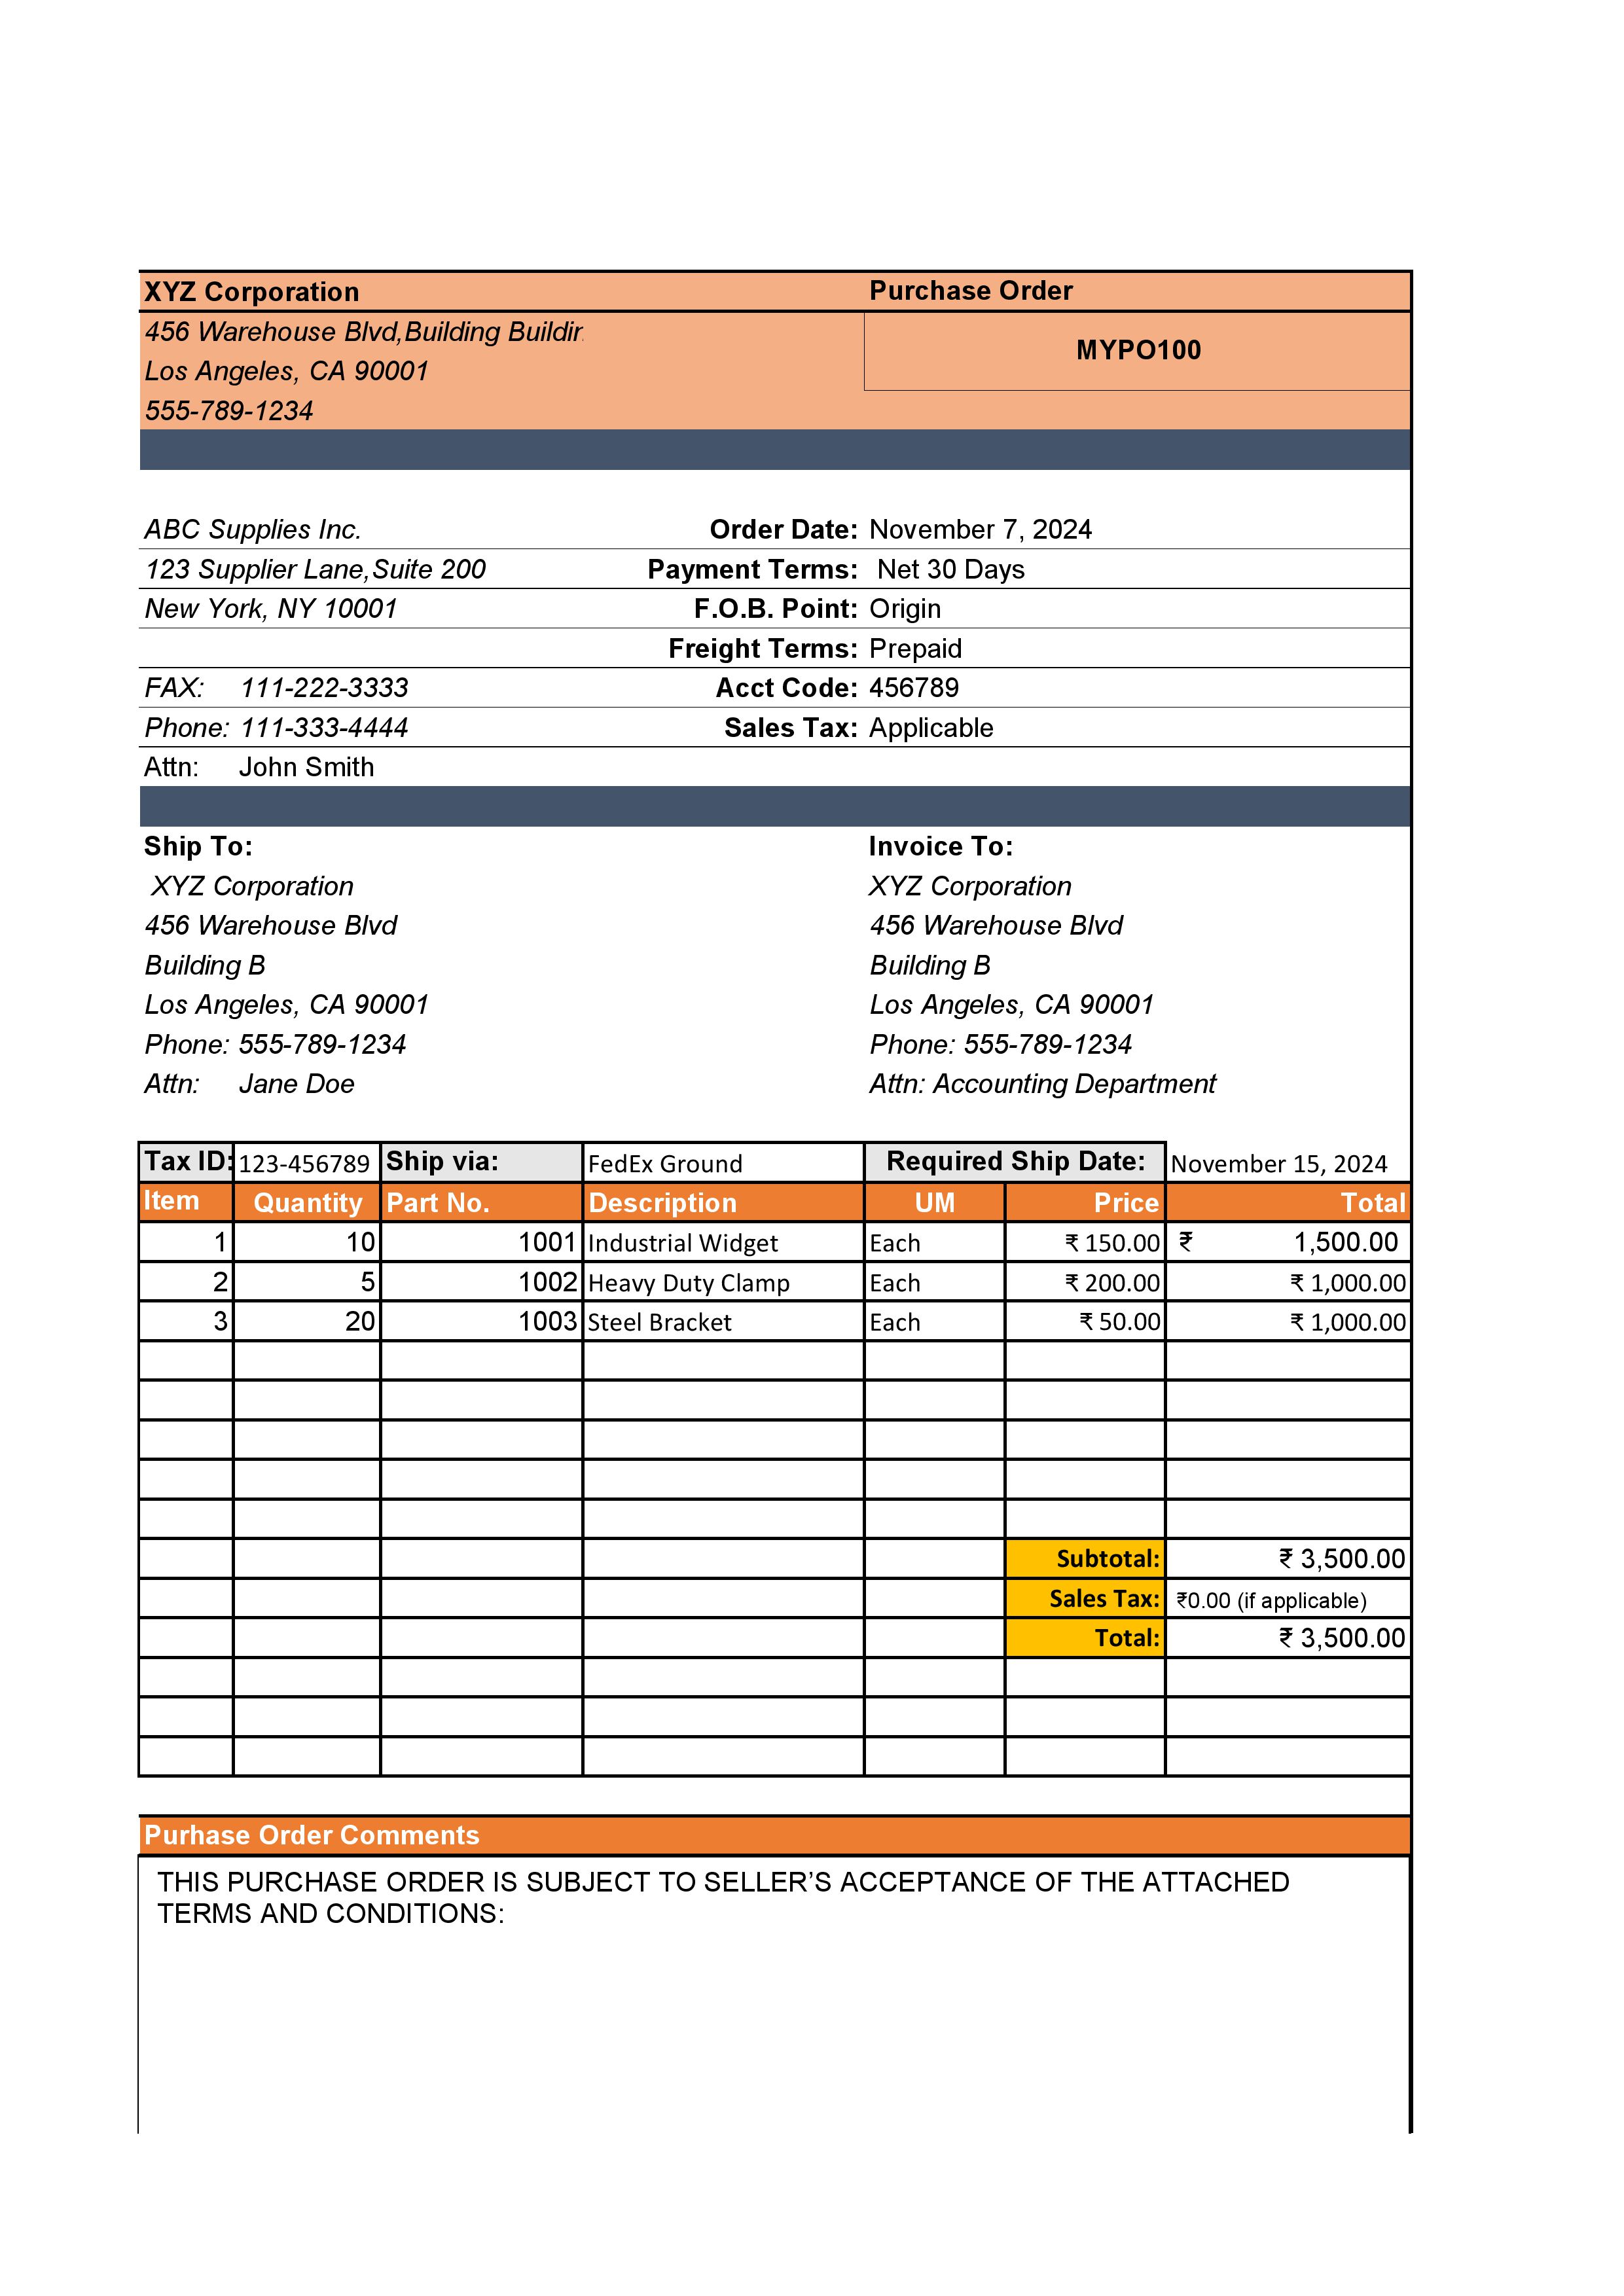 XYZ Corporation Purchase Order
456 Warehouse Blvd,Building
MYPO100
Los Angeles, CA 90001
555-789-1234
ABC Supplies Inc. Order Date: November 7, 2024
123 Supplier Lane,Suite 200 Payment Terms: Net 30 Days
New York, NY 10001 F.O.B. Point: Origin
Freight Terms: Prepaid
FAX: 111-222-3333 Acct Code: 456789
Phone: 111-333-4444 Sales Tax: Applicable
Attn: John Smith
Ship To: Invoice To:
XYZ Corporation XYZ Corporation
456 Warehouse Blvd 456 Warehouse Blvd
Building B Building B
Los Angeles, CA 90001 Los Angeles, CA 90001
Phone: 555-789-1234 Phone: 555-789-1234
Attn: Jane Doe Attn: Accounting Department
Tax ID: 123-456789 Ship via: FedEx Ground Required Ship Date: November 15, 2024
Item Quantity Part No. Description UM Price Total
1 10 1001 Industrial Widget Each ₹ 150.00 ₹ 1,500.00
2 5 1002 Heavy Duty Clamp Each ₹ 200.00 ₹ 1,000.00
3 20 1003 Steel Bracket Each ₹ 50.00 ₹ 1,000.00
Subtotal: ₹ 3,500.00
Sales Tax: ₹0.00 (if applicable)
Total: ₹ 3,500.00
Purhase Order Comments
THIS PURCHASE ORDER IS SUBJECT TO SELLER’S ACCEPTANCE OF THE ATTACHED
TERMS AND CONDITIONS: